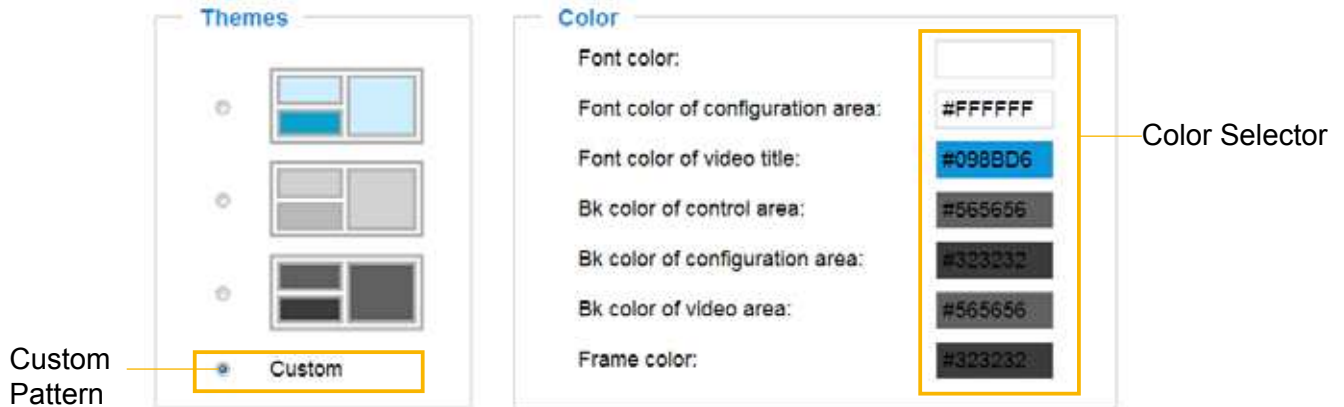 Themes
Color
Font color:
Font color of configuration area: #FFFFFF
Font color of video title: #098BD6
Bk color of control area: #565656
Bk color of configuration area: #323232
Bk color of video area: #565656
Frame color: #323232
Color Selector
Custom
Custom
Pattern